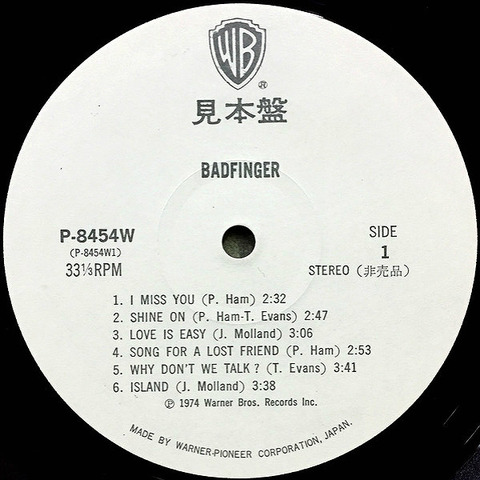 WB
®
見本盤
BADFINGER
P-8454W
(P-8454W1)
33⅓RPM
SIDE
1
STEREO (非売品)
1. I MISS YOU (P. Ham) 2:32
2. SHINE ON (P. Ham-T. Evans) 2:47
3. LOVE IS EASY (J. Molland) 3:06
4. SONG FOR A LOST FRIEND (P. Ham) 2:53
5. WHY DON'T WE TALK ? (T. Evans) 3:41
6. ISLAND (J. Molland) 3:38
℗ 1974 Warner Bros. Records Inc.
MADE BY WARNER-PIONEER CORPORATION, JAPAN.